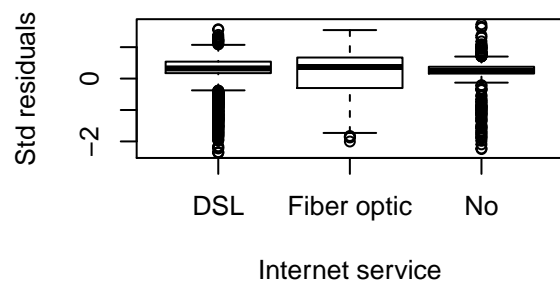 Std residuals
0
−2
DSL Fiber optic No
Internet service